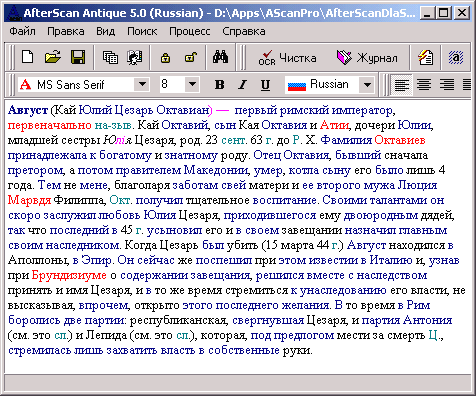 AfterScan Antique 5.0 (Russian) - D:\Apps\AScanPro\AfterScanDlaS...
Файл Правка Вид Поиск Процесс Справка
OCR Чистка Журнал
MS Sans Serif 8 B I U Russian
Август (Кай Юлий Цезарь Октавиан) — первый римский император,
первеначально на-зыв. Кай Октавий, сын Кая Октавия и Атии, дочери Юлии,
младшей сестры Юлія Цезаря, род. 23 сент. 63 г. до Р. Х. Фамилия Октавиев
принадлежала к богатому и знатному роду. Отец Октавия, бывший сначала
претором, а потом правителем Македонии, умер, котла сыну его было лишь 4
года. Тем не мене, благоларя заботам свей матери и ее второго мужа Люция
Марвдя Филиппа, Окт. получил тщательное воспитание. Своими талантами он
скоро заслужил любовь Юлия Цезаря, приходившегося ему двоюродным дядей,
так что последний в 45 г. усыновил его и в своем завещании назначил главным
своим наследником. Когда Цезарь был убить (15 марта 44 г.) Август находился в
Аполлоны, в Эпир. Он сейчас же поспешил при этом известии в Италию и, узнав
при Брундизиуме о содержании завещания, решился вместе с наследством
принять и имя Цезаря, и в то же время стремиться к унаследованию его власти, не
высказывая, впрочем, открыто этого последнего желания. В то время в Рим
боролись две партии: республиканская, свергнувшая Цезаря, и партия Антония
(см. это сл.) и Лепида (см. это сл.), которая, под предлогом мести за смерть Ц.,
стремилась лишь захватить власть в собственные руки.